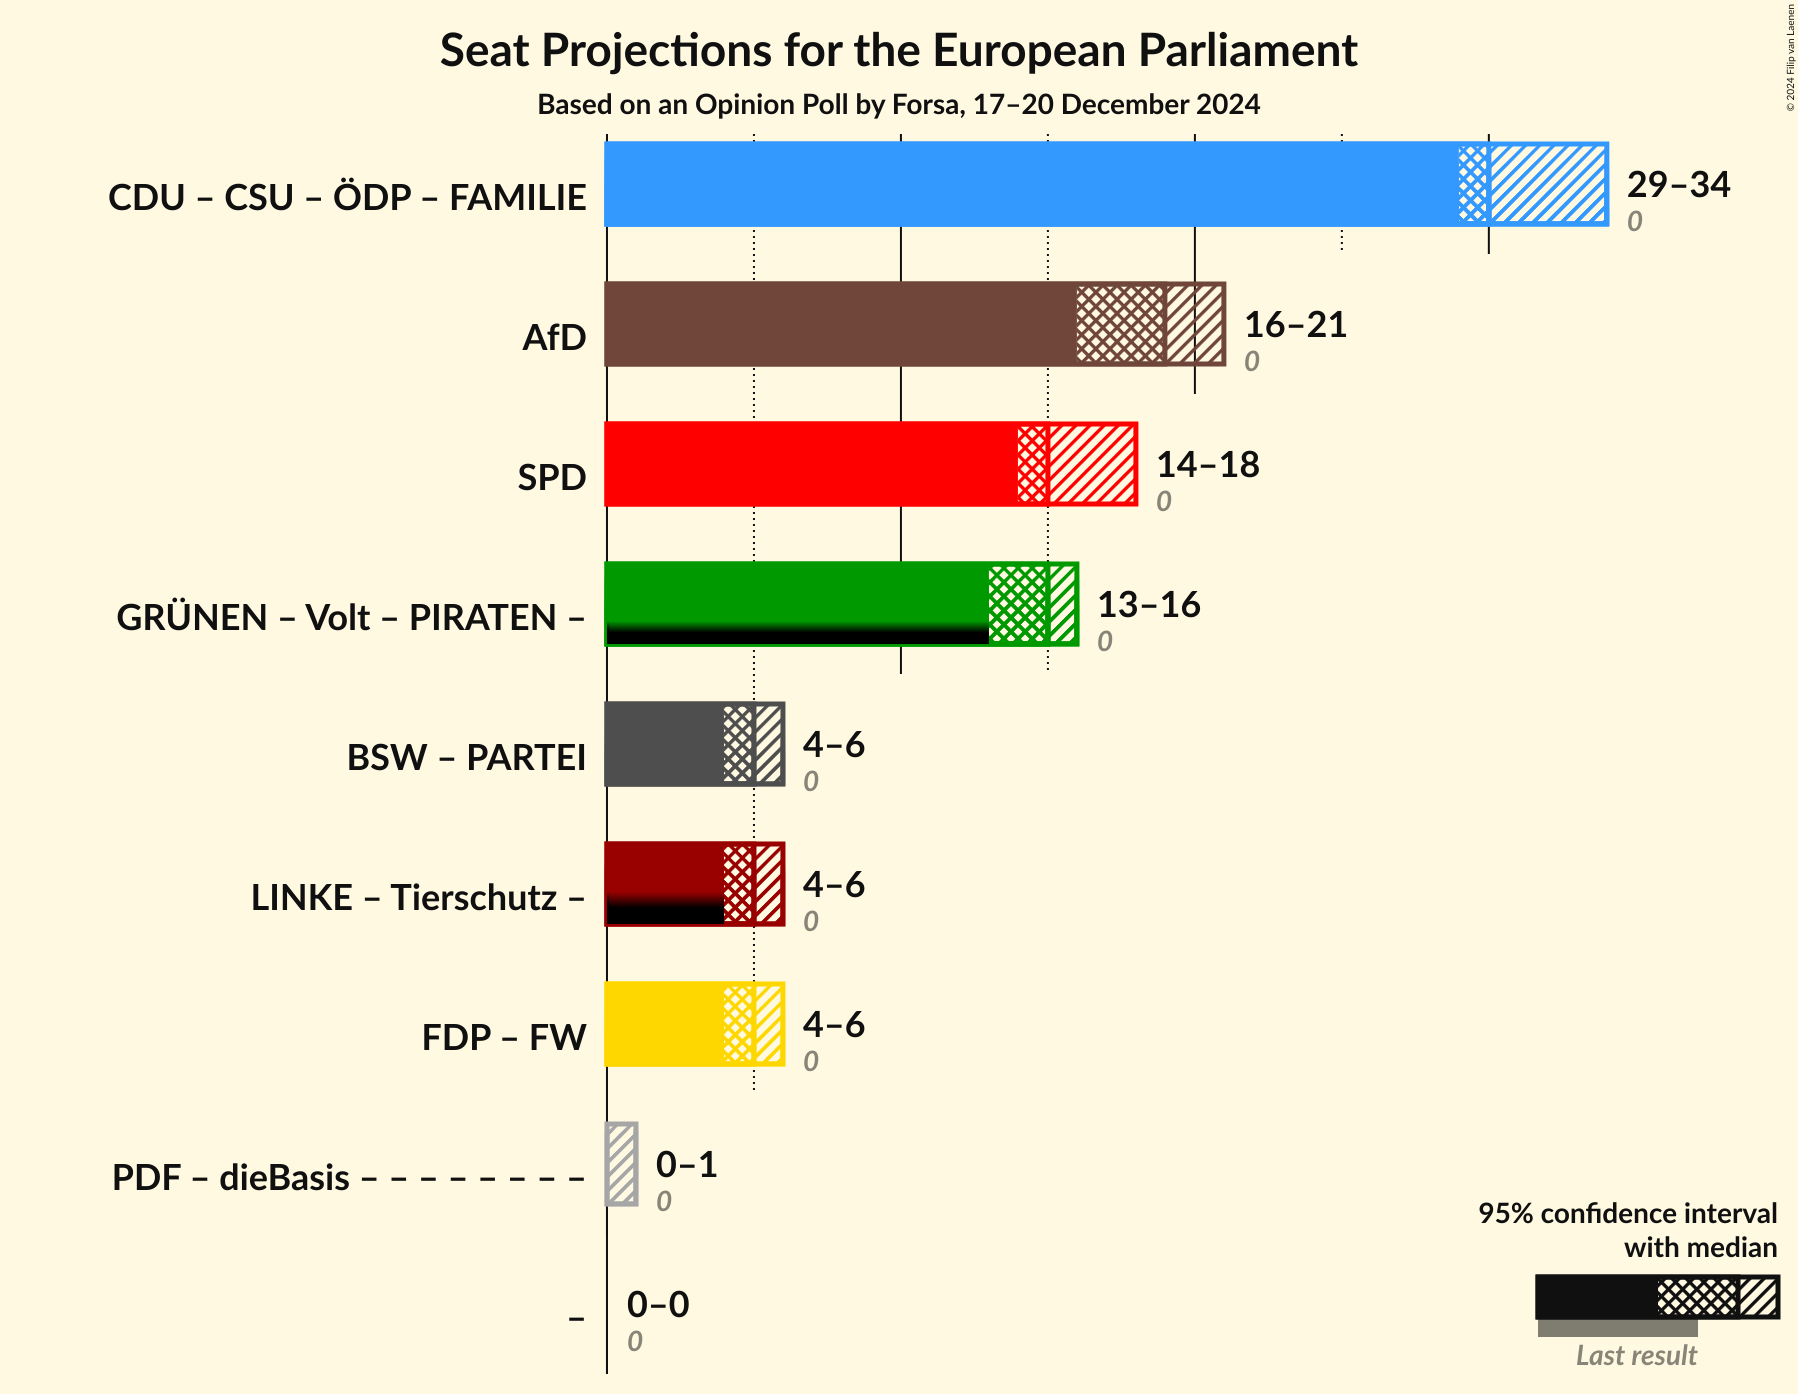 Seat Projections for the European Parliament
Based on an Opinion Poll by Forsa, 17–20 December 2024
© 2024 Filip van Laenen
CDU – CSU – ÖDP – FAMILIE
29–34
0
AfD
16–21
0
SPD
14–18
0
GRÜNEN – Volt – PIRATEN –
13–16
0
BSW – PARTEI
4–6
0
LINKE – Tierschutz –
4–6
0
FDP – FW
4–6
0
PDF – dieBasis – – – – – – – –
0–1
0
–
0–0
0
95% confidence interval
with median
Last result